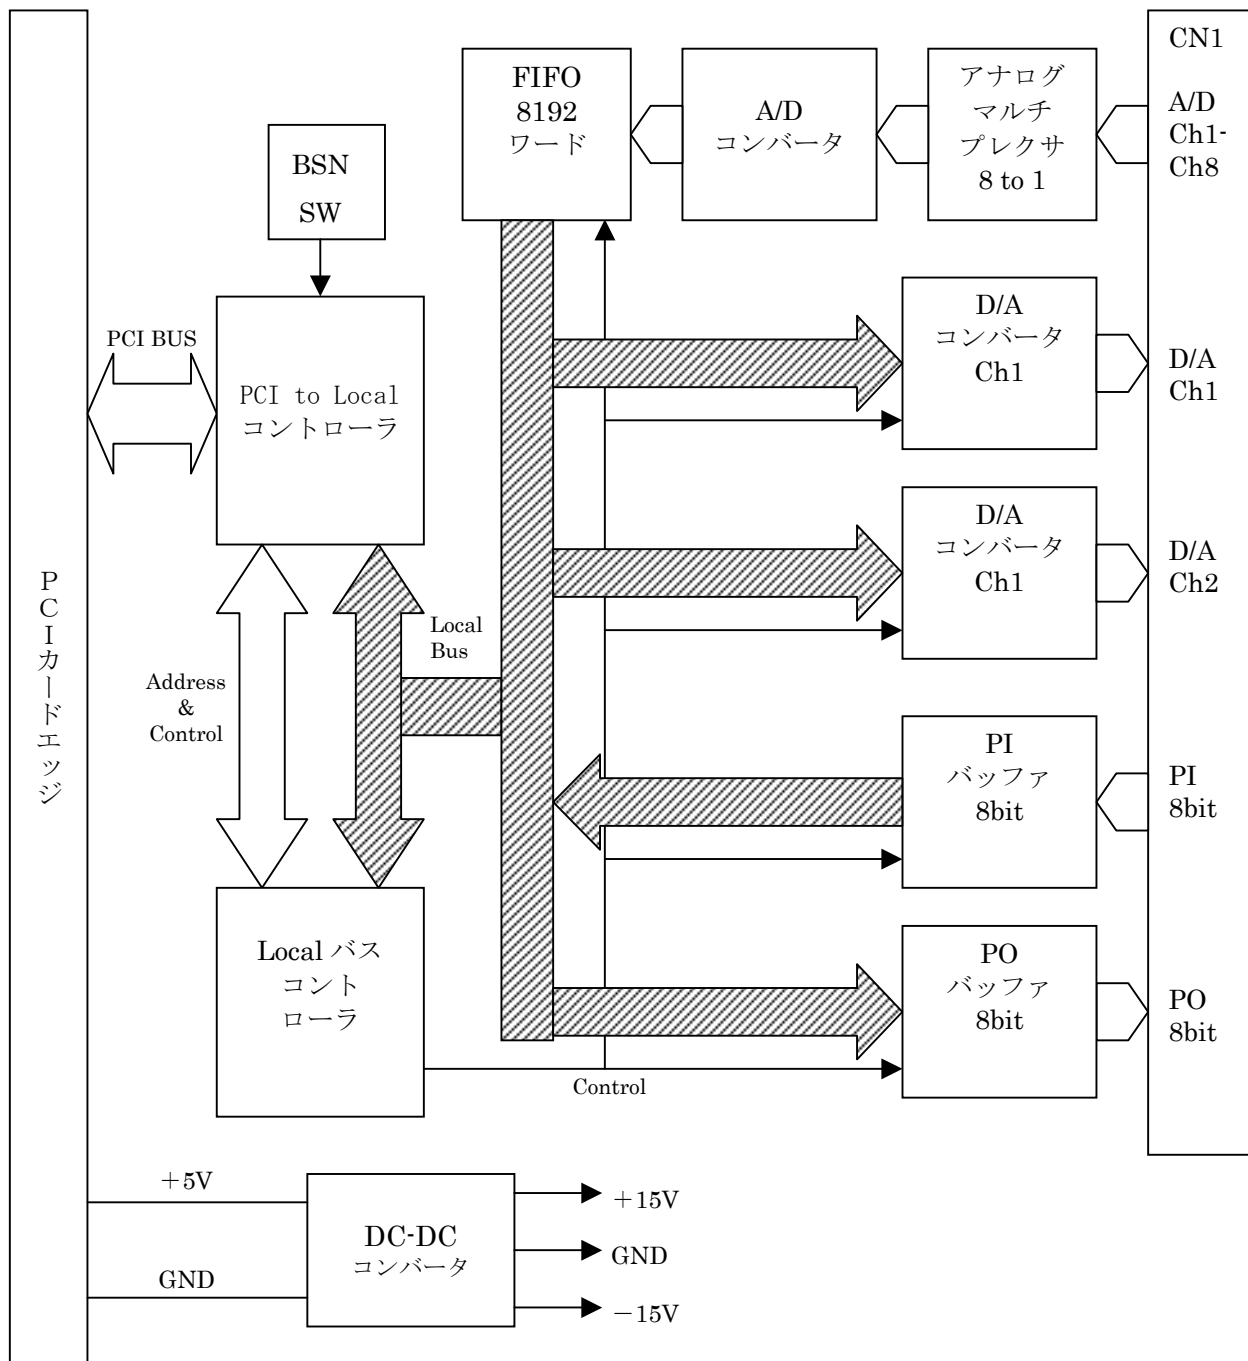 CN1
FIFO
8192
ワード
A/D
コンバータ
アナログ
マルチ
プレクサ
8 to 1
A/D
Ch1-
Ch8
BSN
SW
PCI BUS
PCI to Local
コントローラ
D/A
コンバータ
Ch1
D/A
Ch1
D/A
コンバータ
Ch1
D/A
Ch2
PCIカードエッジ
Local
Bus
Address
&
Control
PI
バッファ
8bit
PI
8bit
Local バス
コント
ローラ
PO
バッファ
8bit
PO
8bit
Control
+5V
GND
DC-DC
コンバータ
+15V
GND
-15V